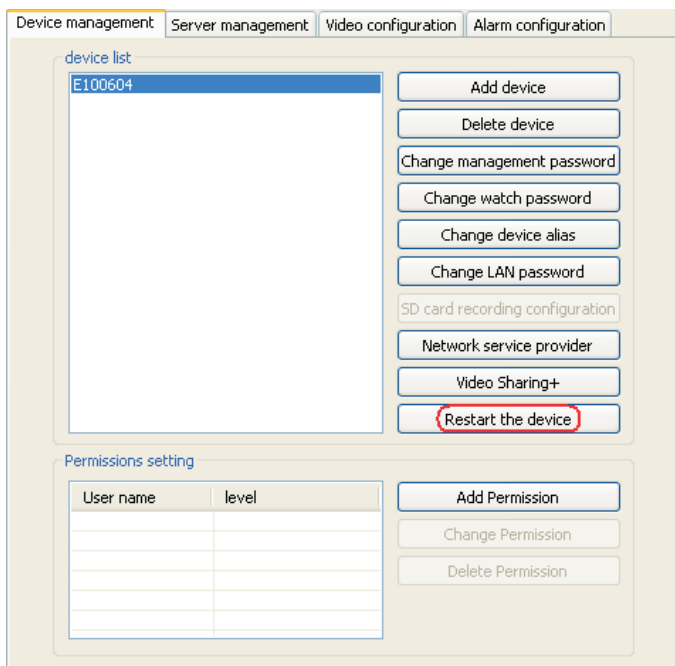 Device management Server management Video configuration Alarm configuration
device list
E100604
Add device
Delete device
Change management password
Change watch password
Change device alias
Change LAN password
SD card recording configuration
Network service provider
Video Sharing+
Restart the device
Permissions setting
User name level
Add Permission
Change Permission
Delete Permission